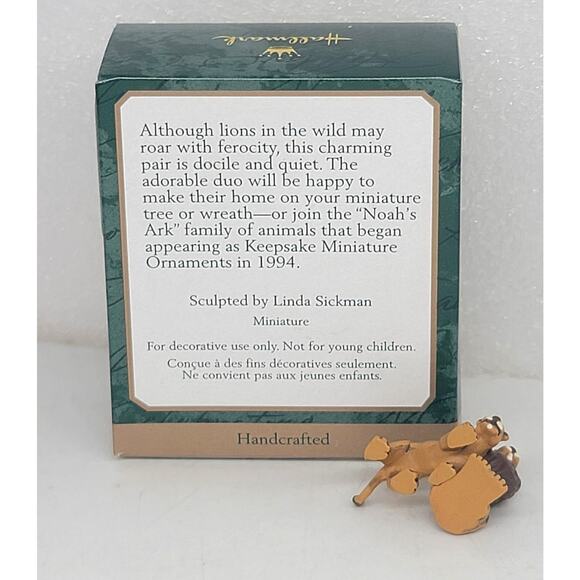 Hallmark
Although lions in the wild may
roar with ferocity, this charming
pair is docile and quiet. The
adorable duo will be happy to
make their home on your miniature
tree or wreath—or join the "Noah's
Ark" family of animals that began
appearing as Keepsake Miniature
Ornaments in 1994.
Sculpted by Linda Sickman
Miniature
For decorative use only. Not for young children.
Conçue à des fins décoratives seulement.
Ne convient pas aux jeunes enfants.
Handcrafted